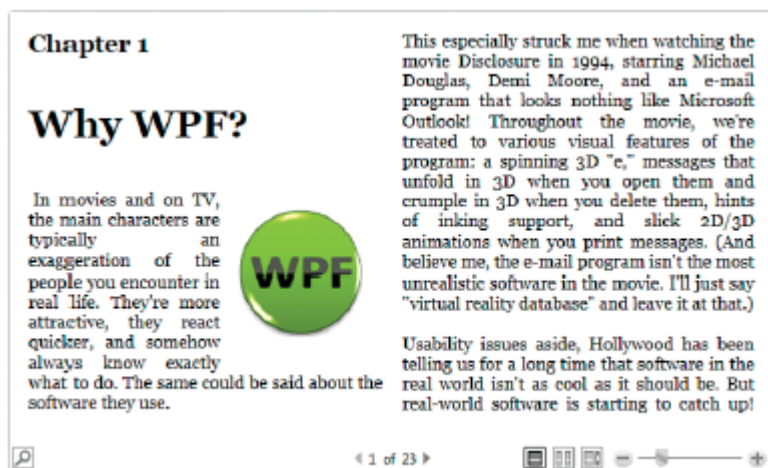 Chapter 1
Why WPF?
In movies and on TV,
the main characters are
typically an
exaggeration of the
people you encounter in
real life. They're more
attractive, they react
quicker, and somehow
always know exactly
what to do. The same could be said about the
software they use.
WPF
This especially struck me when watching the
movie Disclosure in 1994, starring Michael
Douglas, Demi Moore, and an e-mail
program that looks nothing like Microsoft
Outlook! Throughout the movie, we're
treated to various visual features of the
program: a spinning 3D "e," messages that
unfold in 3D when you open them and
crumple in 3D when you delete them, hints
of inking support, and slick 2D/3D
animations when you print messages. (And
believe me, the e-mail program isn't the most
unrealistic software in the movie. I'll just say
"virtual reality database" and leave it at that.)
Usability issues aside, Hollywood has been
telling us for a long time that software in the
real world isn't as cool as it should be. But
real-world software is starting to catch up!
1 of 23